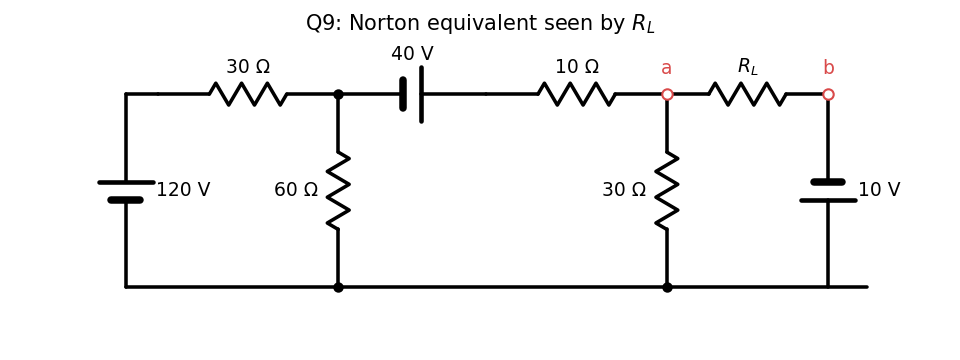 Q9: Norton equivalent seen by R_L
40 V
30 Ω
10 Ω
a
R_L
b
120 V
60 Ω
30 Ω
10 V